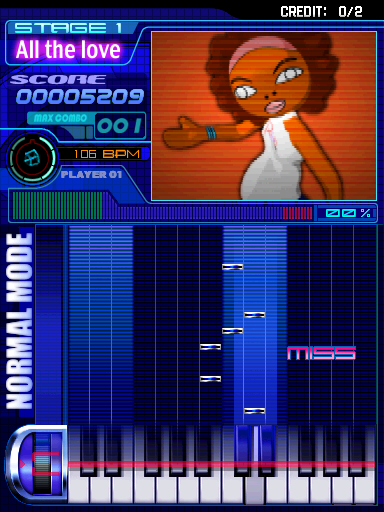 CREDIT: 0/2
STAGE 1
All the love
SCORE
00005209
MAX COMBO 001
106 BPM
PLAYER 01
00 %
NORMAL MODE
MISS